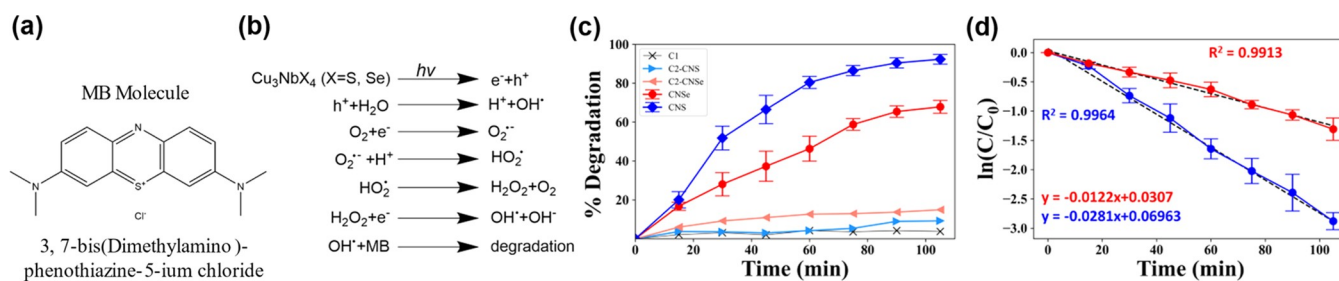 (a)
MB Molecule
N
N
S⁺
N
Cl⁻
3, 7-bis(Dimethylamino )-
phenothiazine-5-ium chloride
(b)
Cu₃NbX₄ (X=S, Se) hv e⁻+h⁺
h⁺+H₂O H⁺+OH•
O₂+e⁻ O₂•⁻
O₂•⁻ +H⁺ HO₂•
HO₂• H₂O₂+O₂
H₂O₂+e⁻ OH•+OH⁻
OH•+MB degradation
(c)
% Degradation
100
80
60
40
20
0
C1
C2-CNS
C2-CNSe
CNSe
CNS
0 20 40 60 80 100
Time (min)
(d)
ln(C/C₀)
0.0
−0.5
−1.0
−1.5
−2.0
−2.5
−3.0
R² = 0.9913
R² = 0.9964
y = -0.0122x+0.0307
y = -0.0281x+0.06963
0 20 40 60 80 100
Time (min)